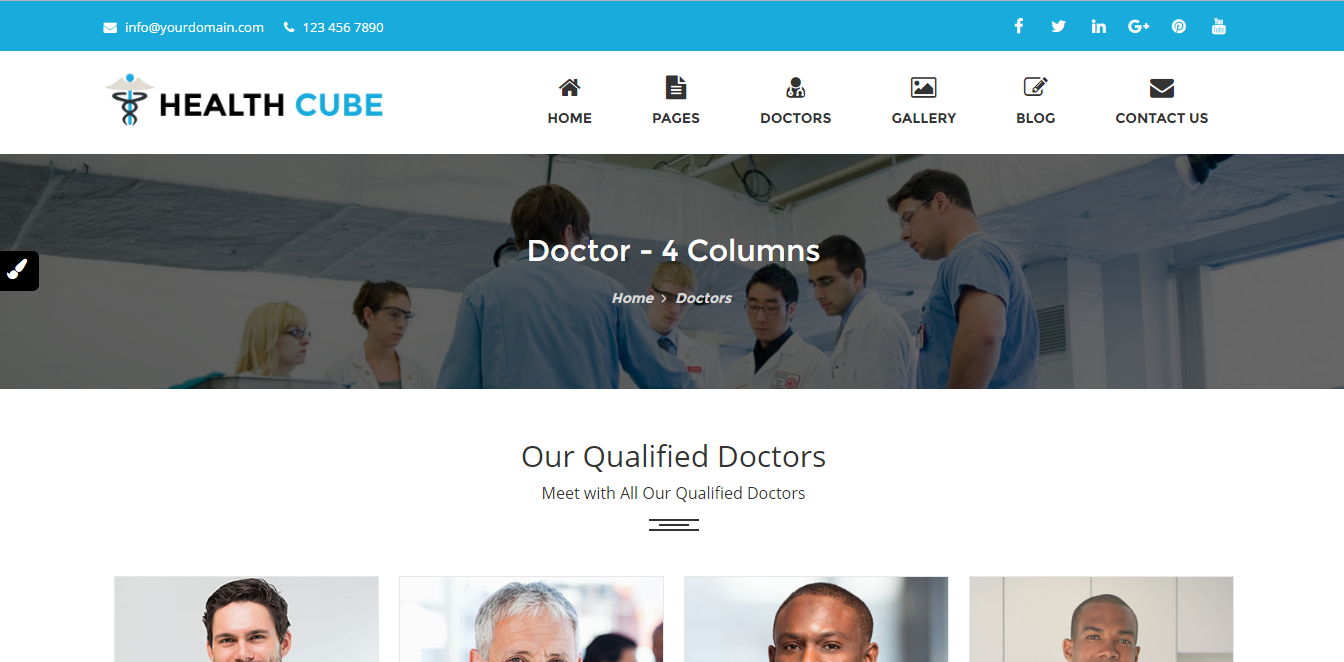 info@yourdomain.com 123 456 7890
HEALTH CUBE
HOME PAGES DOCTORS GALLERY BLOG CONTACT US
Doctor - 4 Columns
Home > Doctors
Our Qualified Doctors
Meet with All Our Qualified Doctors